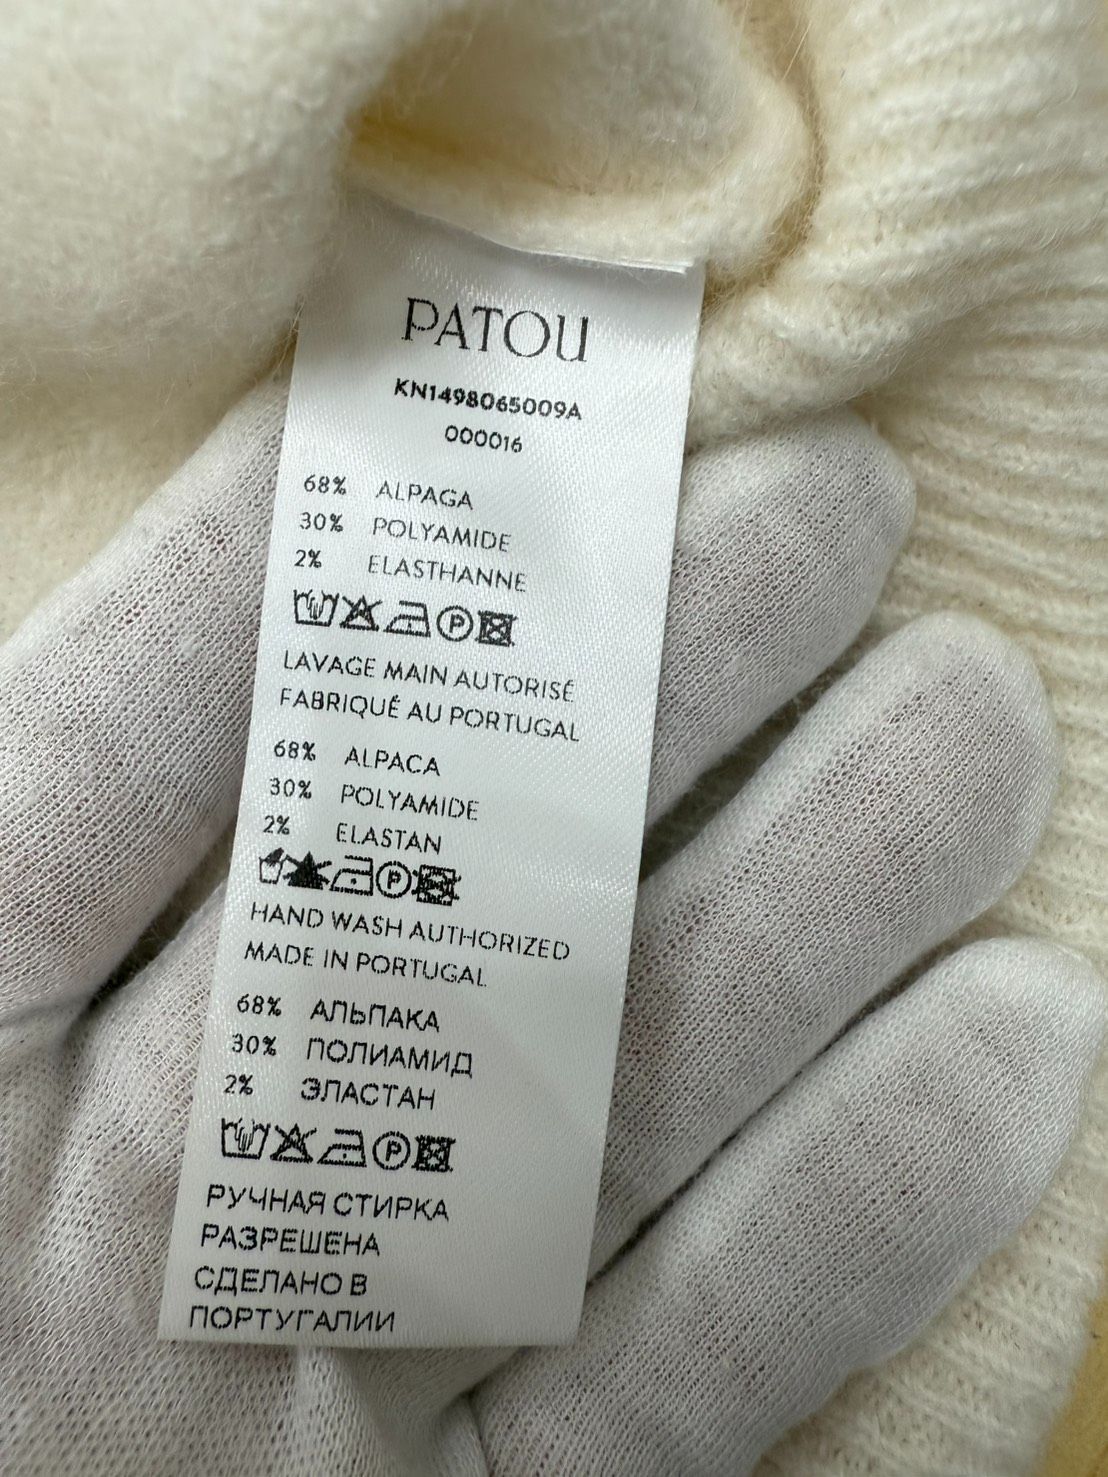 PATOU
KN1498065009A
000016
68% ALPAGA
30% POLYAMIDE
2% ELASTHANNE
P
LAVAGE MAIN AUTORISÉ
FABRIQUÉ AU PORTUGAL
68% ALPACA
30% POLYAMIDE
2% ELASTAN
P
HAND WASH AUTHORIZED
MADE IN PORTUGAL
68% АЛЬПАКА
30% ПОЛИАМИД
2% ЭЛАСТАН
P
РУЧНАЯ СТИРКА
РАЗРЕШЕНА
СДЕЛАНО В
ПОРТУГАЛИИ